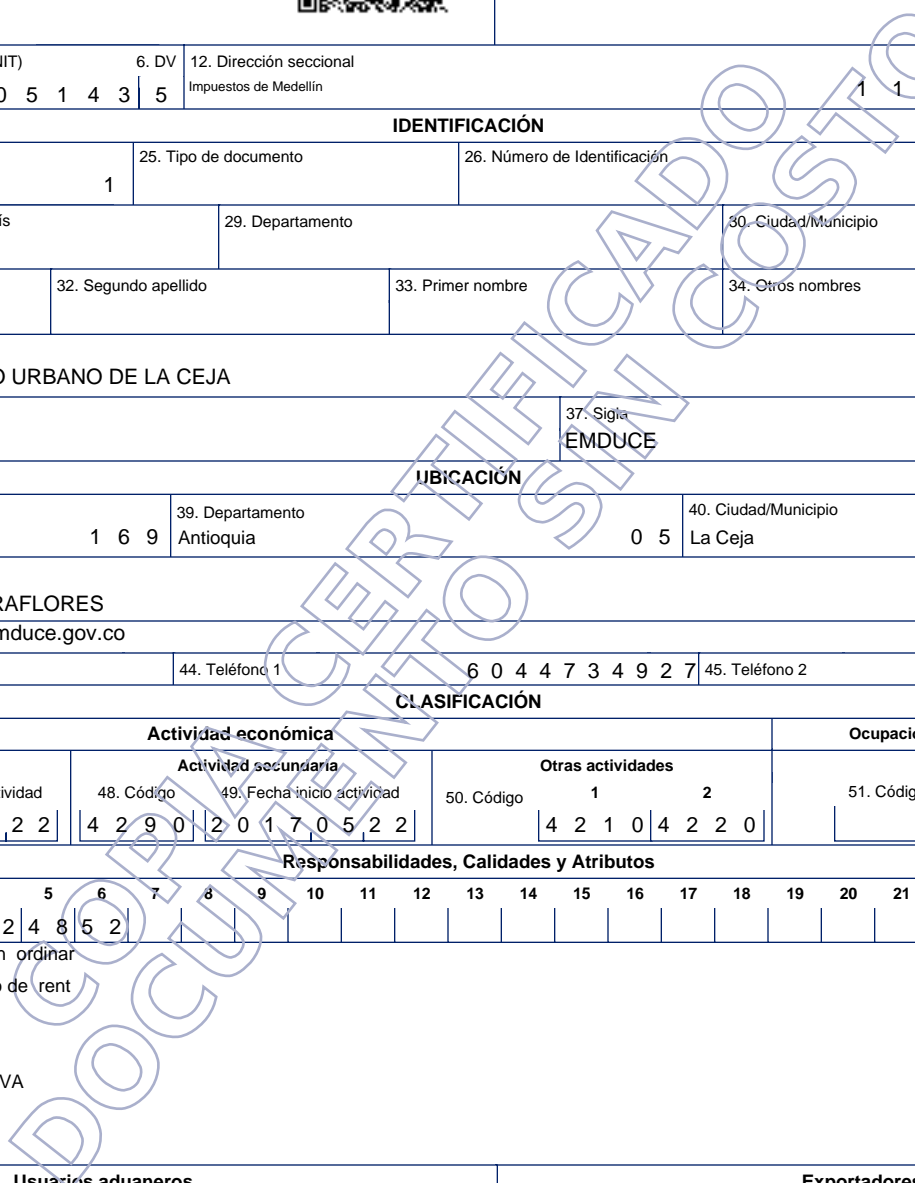 NIT) 6. DV 12. Dirección seccional
0 5 1 4 3 5 Impuestos de Medellín 1 1
IDENTIFICACIÓN
25. Tipo de documento 26. Número de Identificación
1
ís 29. Departamento 30. Ciudad/Municipio
32. Segundo apellido 33. Primer nombre 34. Otros nombres
O URBANO DE LA CEJA
37. Sigla
EMDUCE
UBICACIÓN
39. Departamento 40. Ciudad/Municipio
1 6 9 Antioquia 0 5 La Ceja
RAFLORES
mduce.gov.co
44. Teléfono 1 6 0 4 4 7 3 4 9 2 7 45. Teléfono 2
CLASIFICACIÓN
Actividad económica Ocupació
Actividad secundaria Otras actividades
ividad 48. Código 49. Fecha inicio actividad 50. Código 1 2 51. Códig
2 2 4 2 9 0 2 0 1 7 0 5 2 2 4 2 1 0 4 2 2 0
Responsabilidades, Calidades y Atributos
5 6 7 8 9 10 11 12 13 14 15 16 17 18 19 20 21
2 4 8 5 2
n ordinar
o de rent
VA
Usuarios aduaneros Exportadores
COPIA CERTIFICADO
DOCUMENTO SIN COSTO